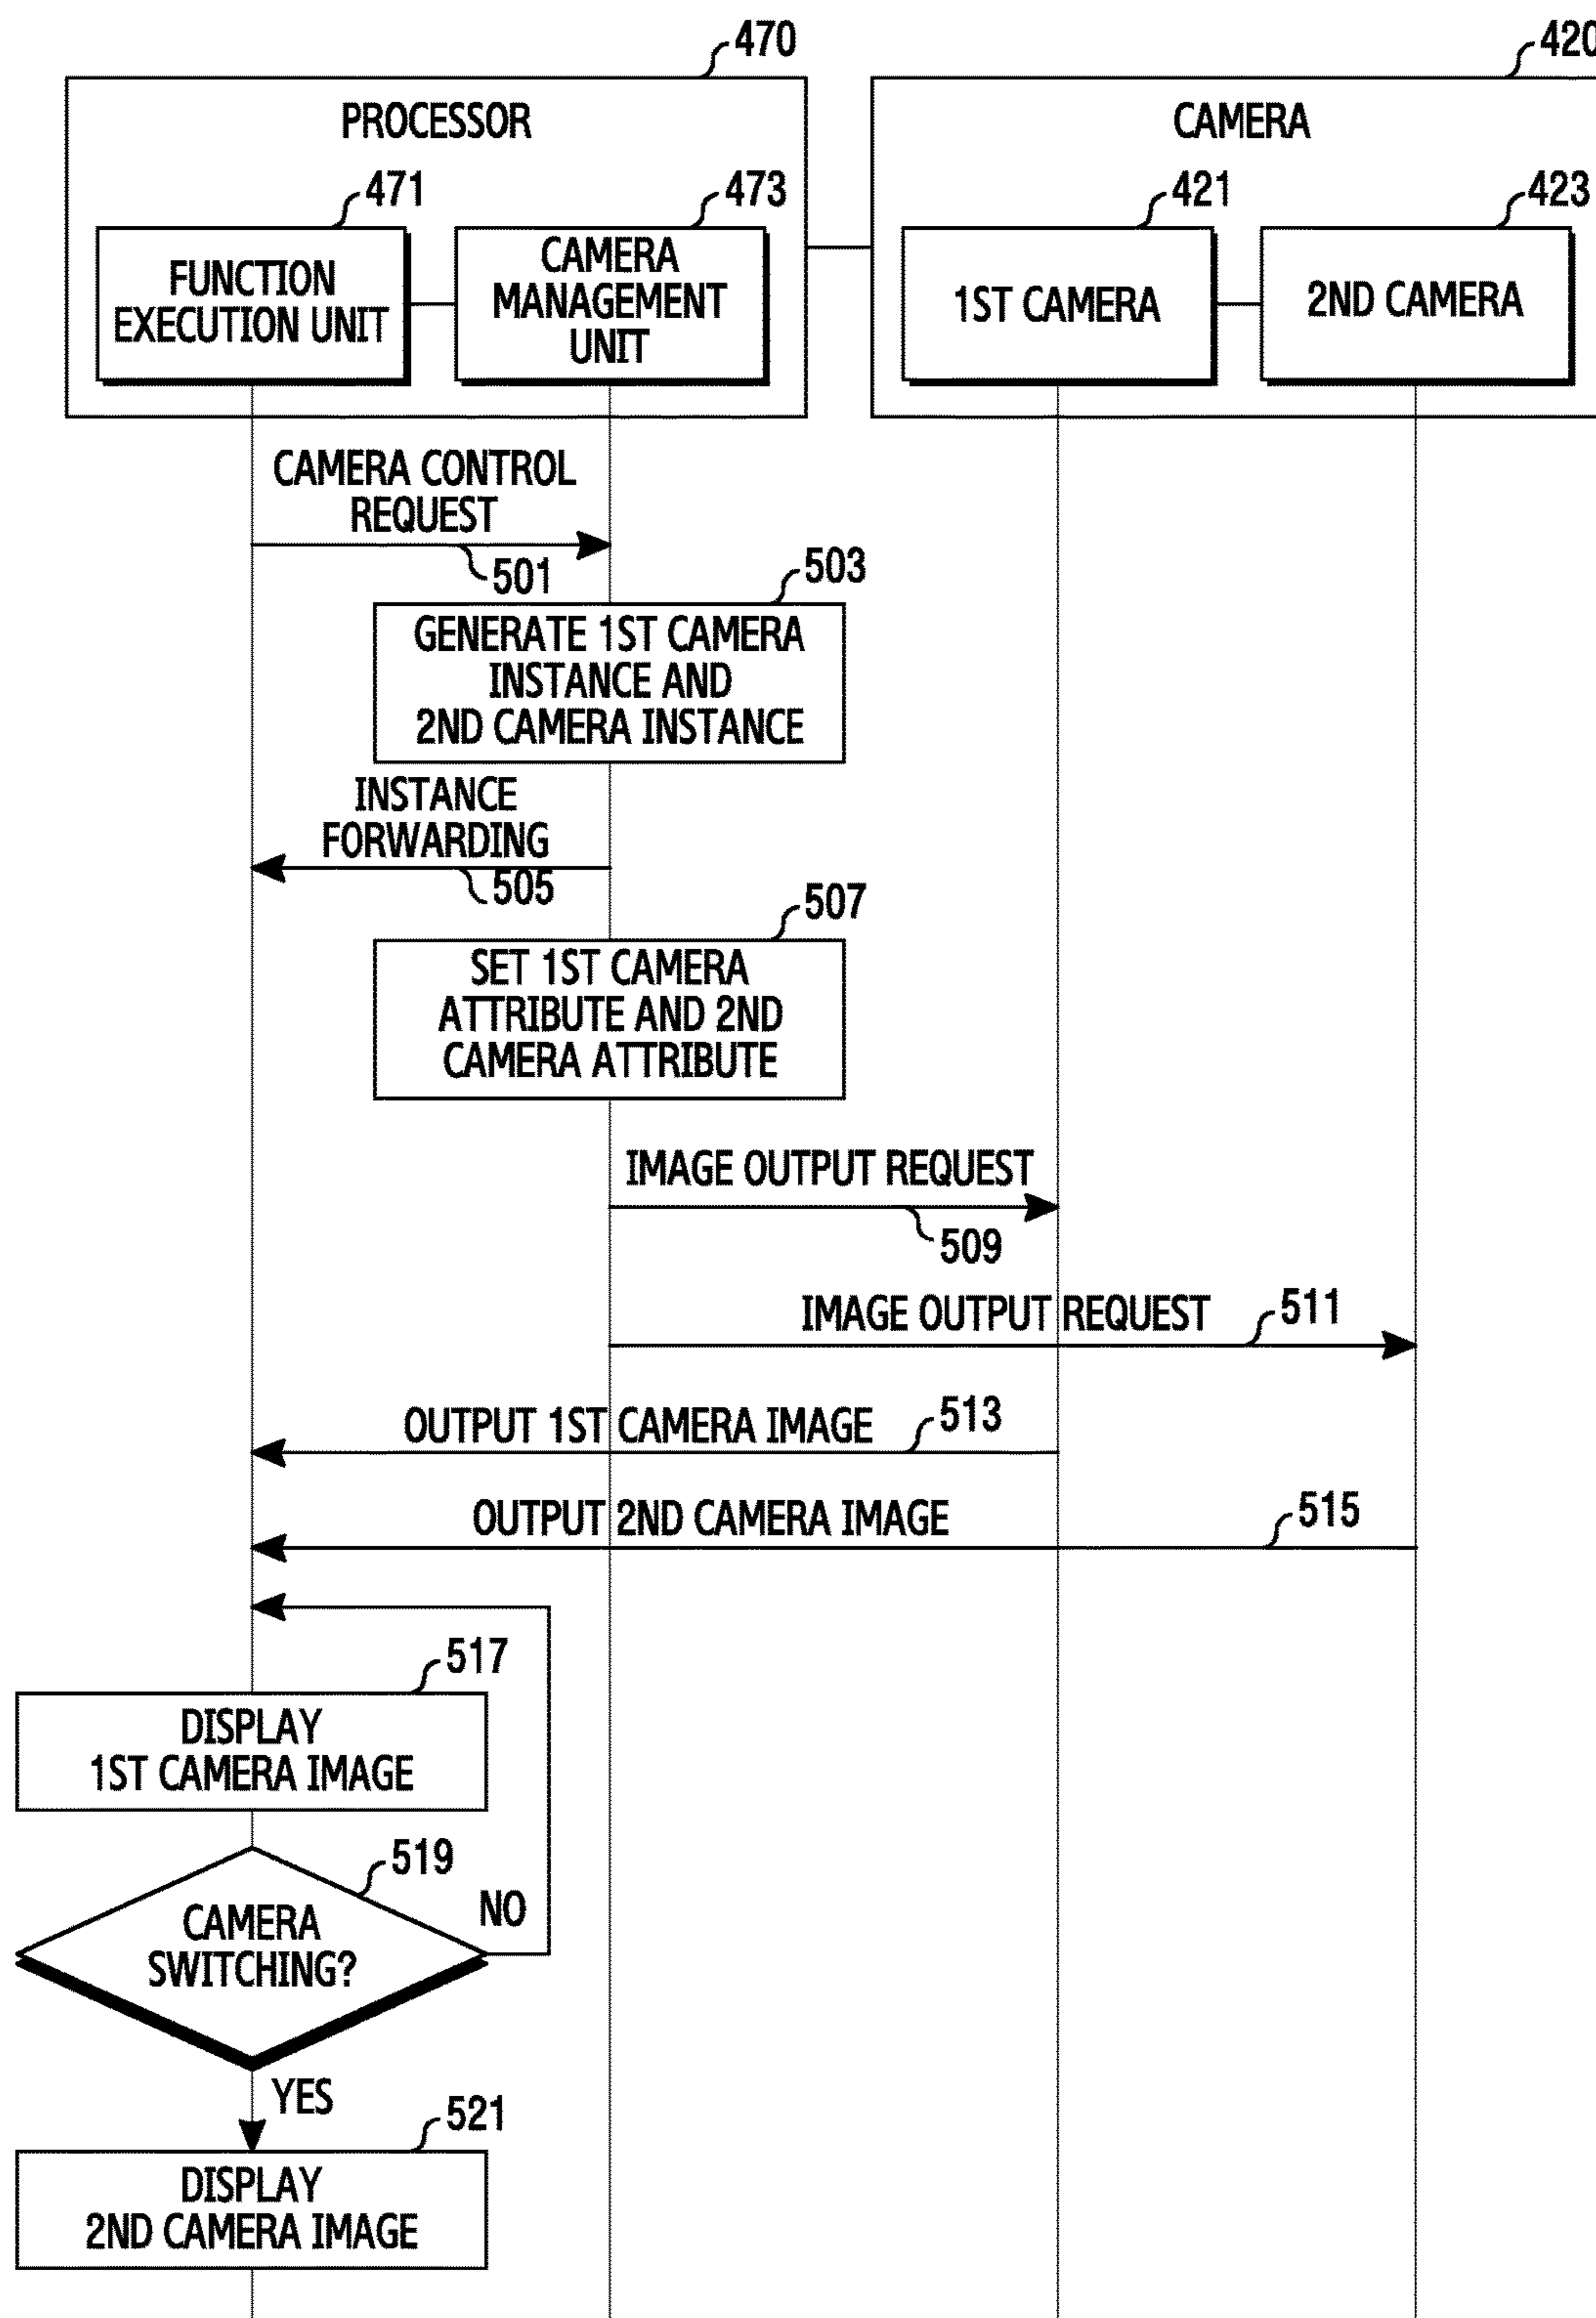 470
420
PROCESSOR
CAMERA
471
473
421
423
FUNCTION
EXECUTION UNIT
CAMERA
MANAGEMENT
UNIT
1ST CAMERA
2ND CAMERA
CAMERA CONTROL
REQUEST
501
503
GENERATE 1ST CAMERA
INSTANCE AND
2ND CAMERA INSTANCE
INSTANCE
FORWARDING
505
507
SET 1ST CAMERA
ATTRIBUTE AND 2ND
CAMERA ATTRIBUTE
IMAGE OUTPUT REQUEST
509
IMAGE OUTPUT REQUEST
511
OUTPUT 1ST CAMERA IMAGE
513
OUTPUT 2ND CAMERA IMAGE
515
517
DISPLAY
1ST CAMERA IMAGE
519
NO
CAMERA
SWITCHING?
YES
521
DISPLAY
2ND CAMERA IMAGE